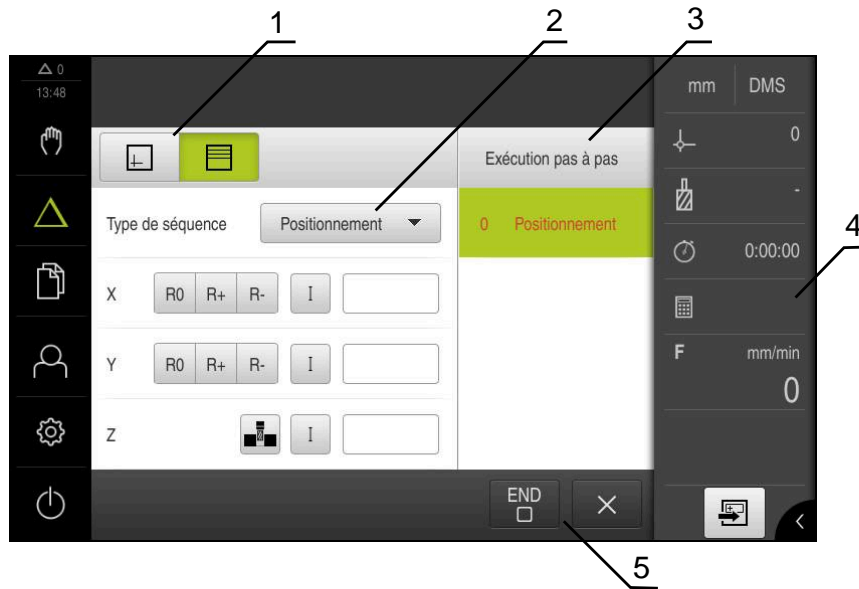 1 2 3
0
13:48
mm DMS
0
Exécution pas à pas
-
Type de séquence Positionnement
0 Positionnement
4
0:00:00
X R0 R+ R- I
F mm/min
Y R0 R+ R- I
0
Z I
END
5